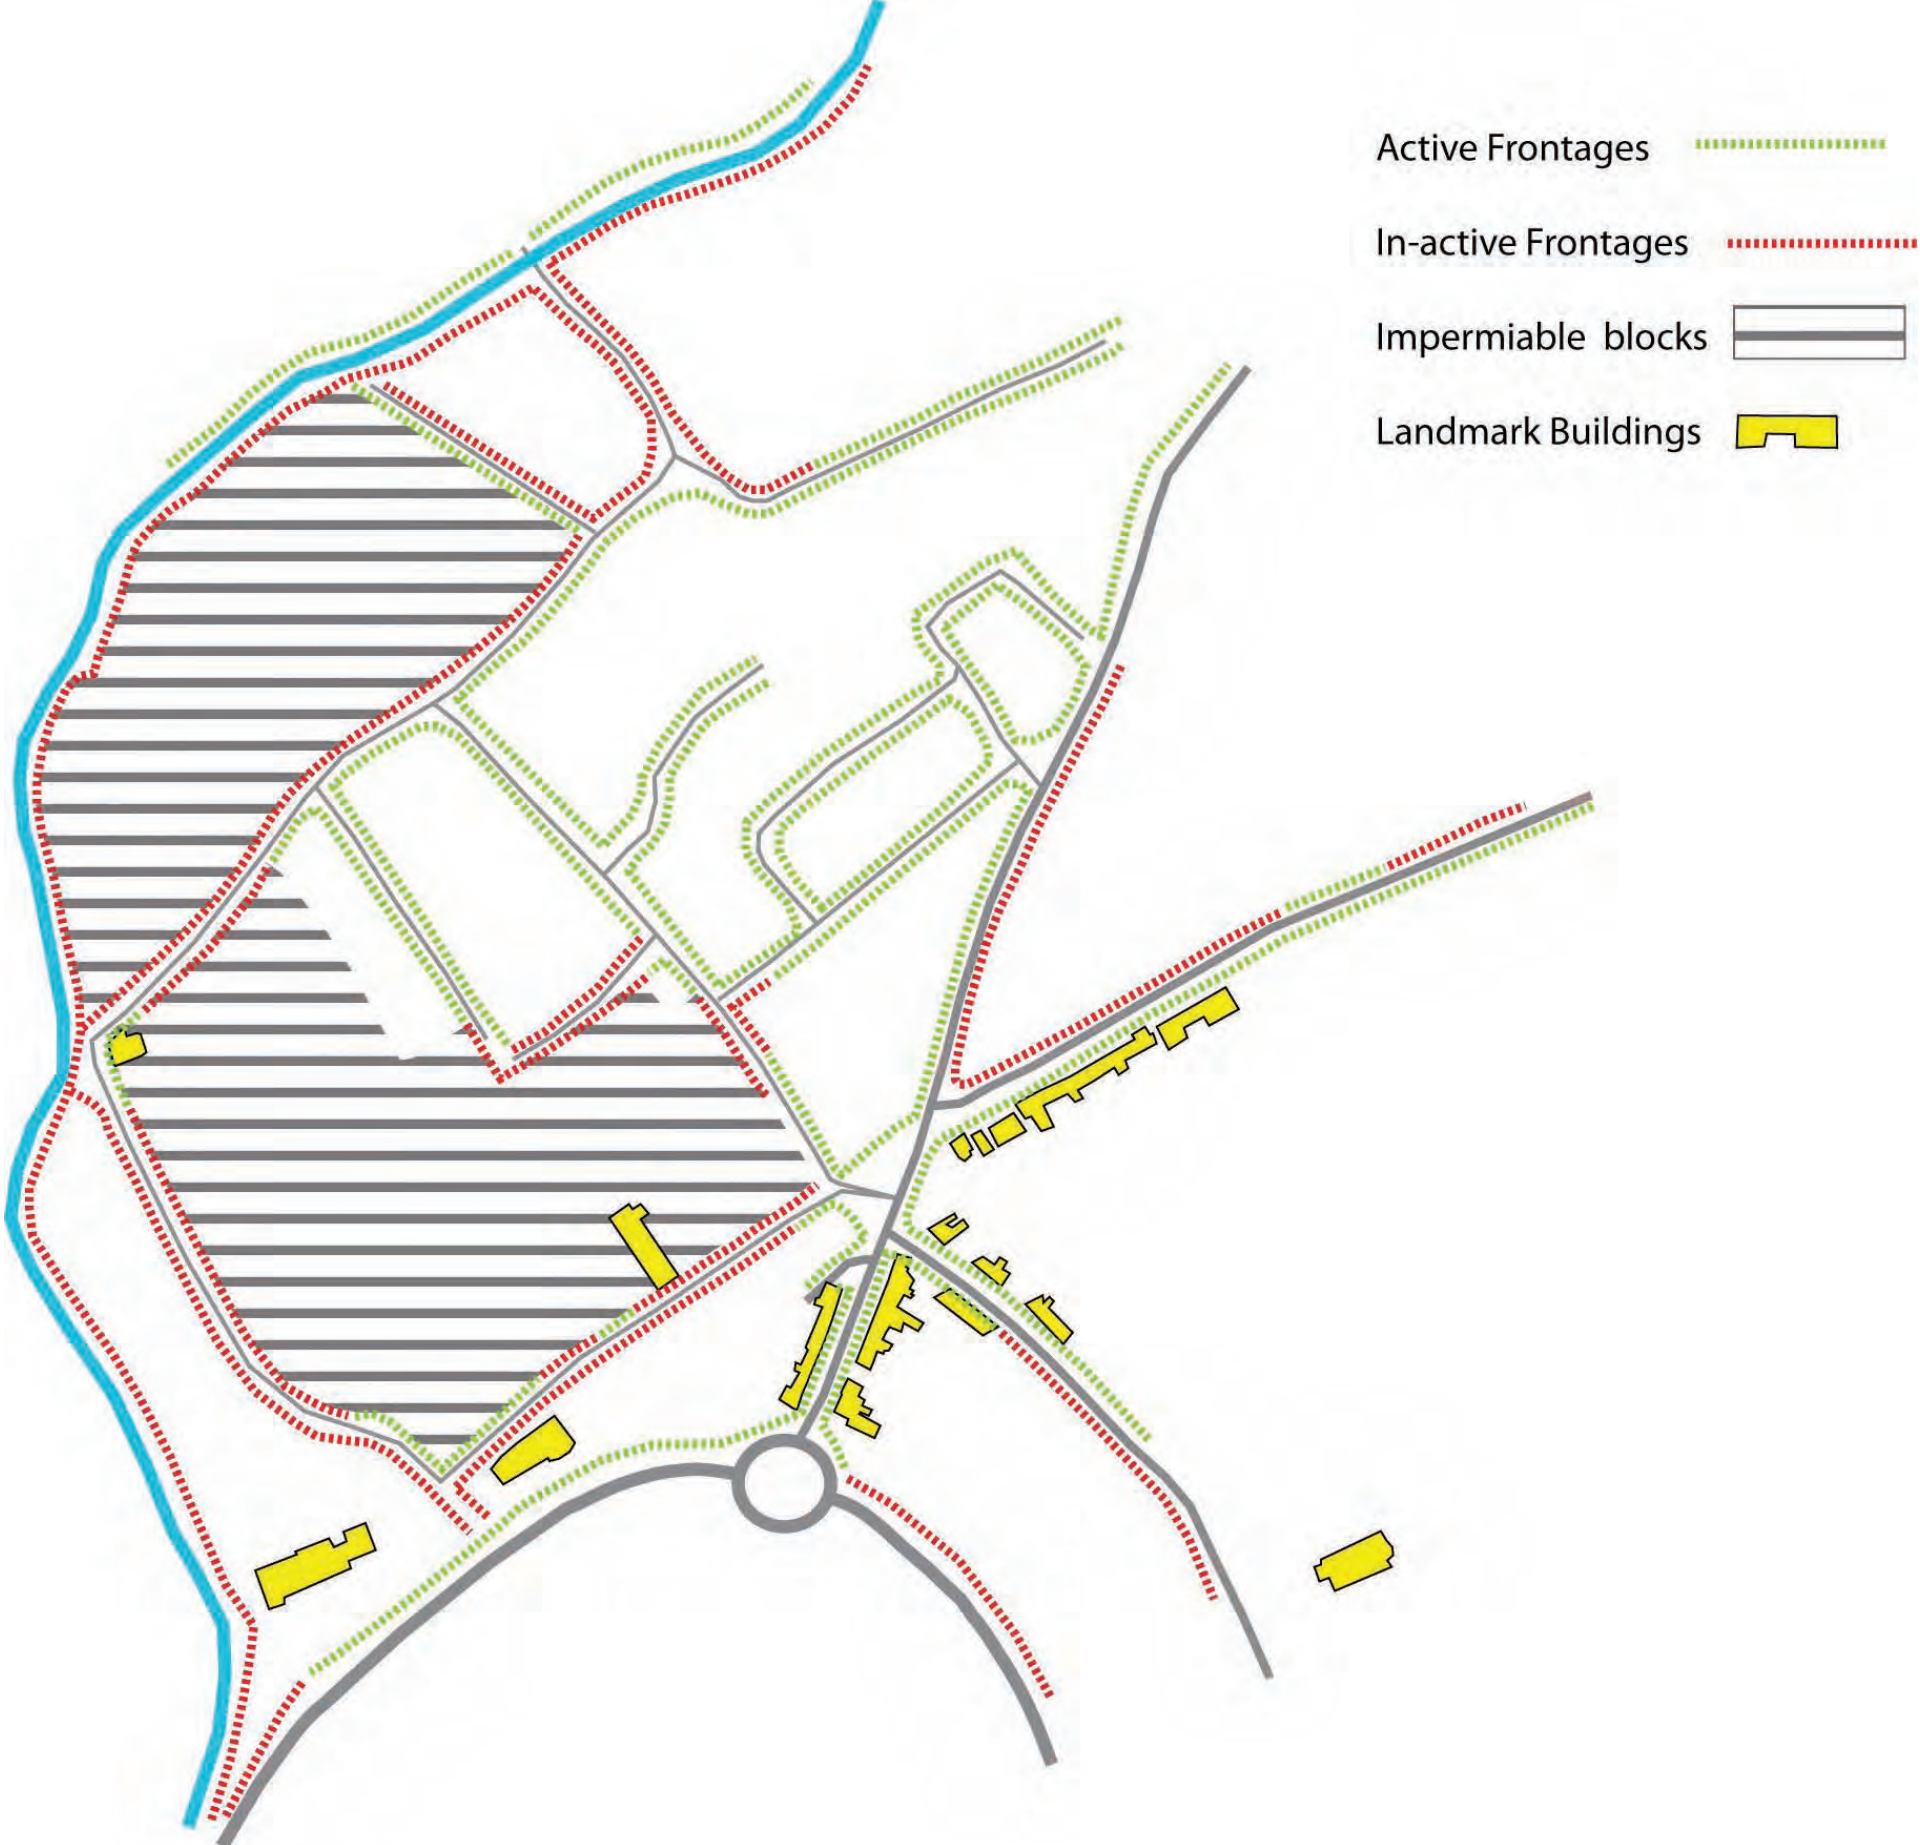 Active Frontages
In-active Frontages
Impermiable blocks
Landmark Buildings